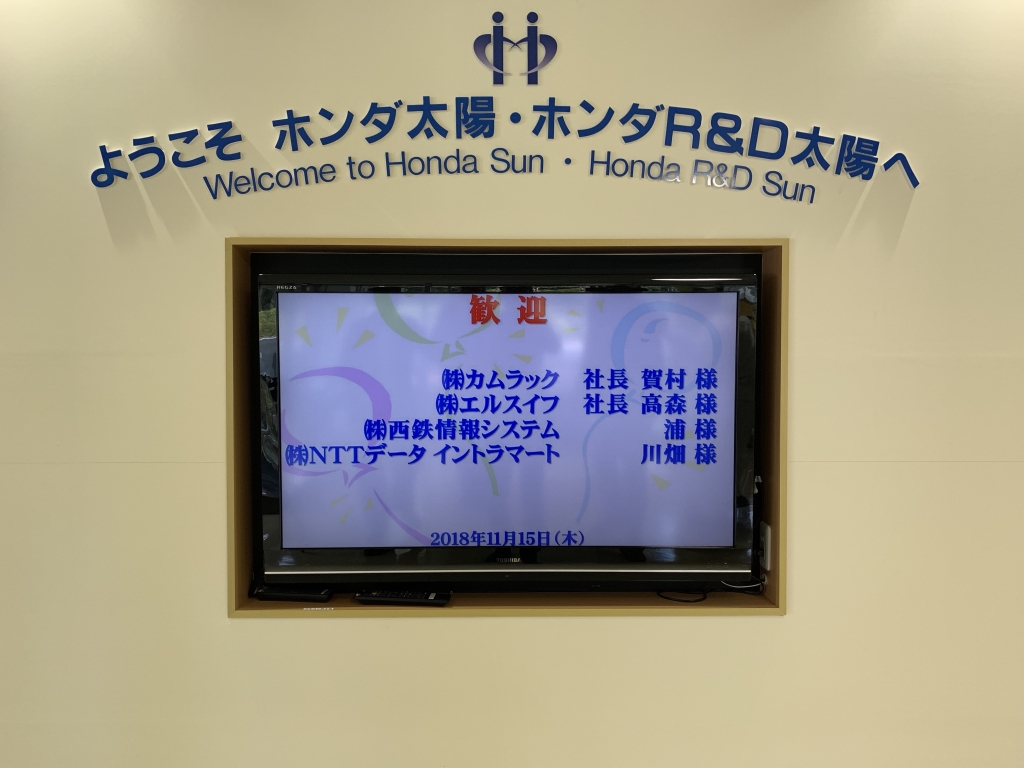 ようこそ ホンダ太陽・ホンダR&D太陽へ
Welcome to Honda Sun ・ Honda R&D Sun
REGZA
歓迎
㈱カムラック 社長 賀村 様
㈱エルスイフ 社長 高森 様
㈱西鉄情報システム 浦 様
㈱NTTデータ イントラマート 川畑 様
2018年11月15日(木)
TOSHIBA